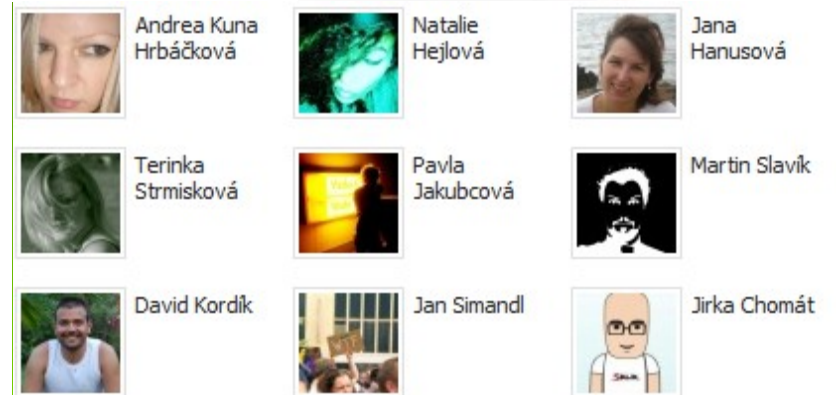 Andrea Kuna
Hrbáčková
Natalie
Hejlová
Jana
Hanusová
Terinka
Strmisková
Pavla
Jakubcová
Martin Slavík
David Kordík
Jan Simandl
Jirka Chomát